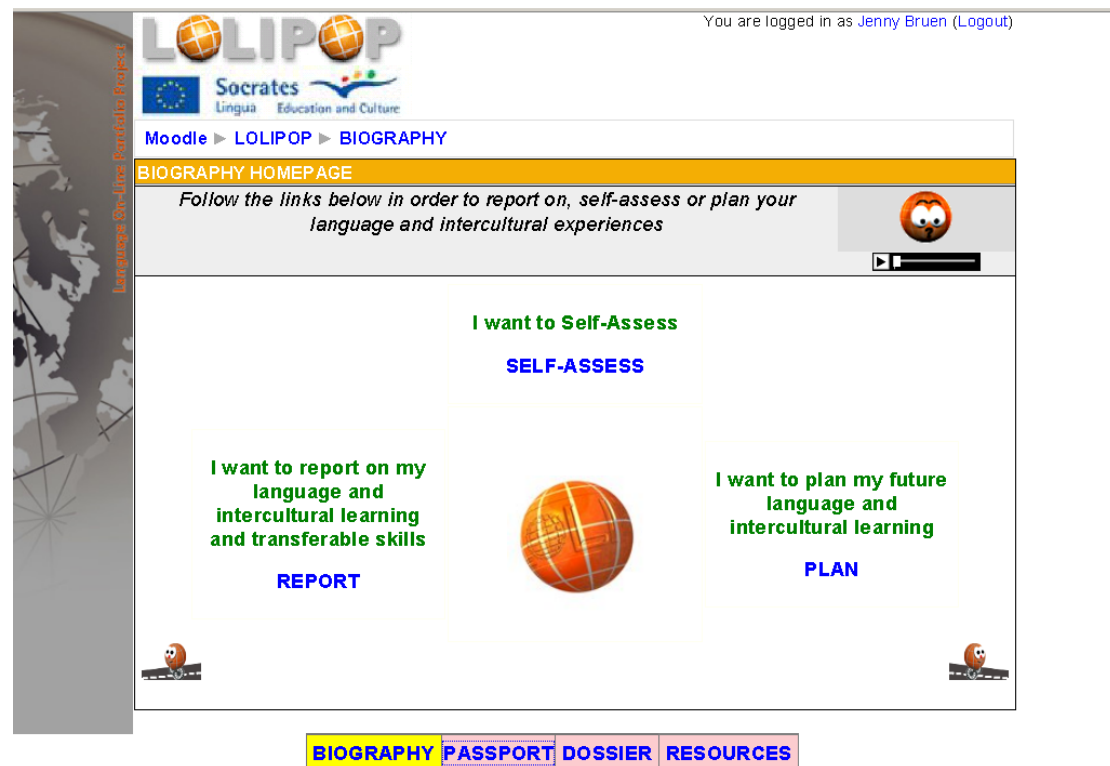 You are logged in as Jenny Bruen (Logout)
LOLIPOP
Socrates
Lingua Education and Culture
Language On-Line Portfolio Project
Moodle ► LOLIPOP ► BIOGRAPHY
BIOGRAPHY HOMEPAGE
Follow the links below in order to report on, self-assess or plan your
language and intercultural experiences
I want to Self-Assess
SELF-ASSESS
I want to report on my
language and
intercultural learning
and transferable skills
REPORT
I want to plan my future
language and
intercultural learning
PLAN
BIOGRAPHY PASSPORT DOSSIER RESOURCES